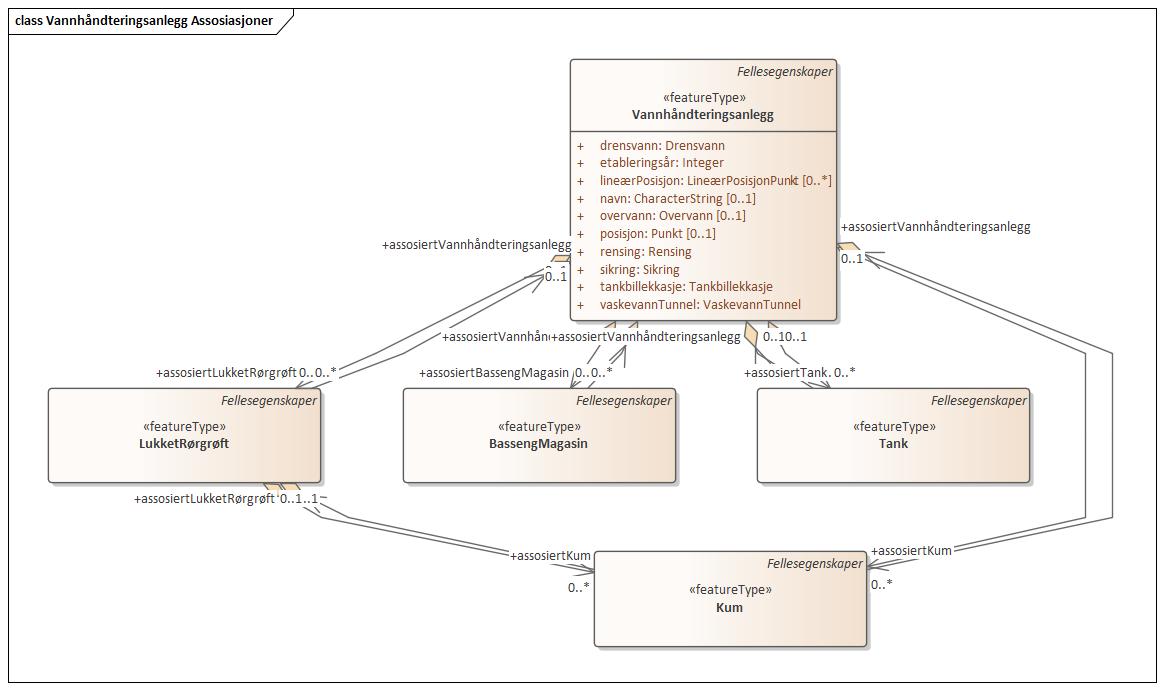 class Vannhåndteringsanlegg Assosiasjoner
Fellesegenskaper
«featureType»
Vannhåndteringsanlegg
+ drensvann: Drensvann
+ etableringsår: Integer
+ lineærPosisjon: LineærPosisjonPunkt [0..*]
+ navn: CharacterString [0..1]
+ overvann: Overvann [0..1]
+ posisjon: Punkt [0..1]
+ rensing: Rensing
+ sikring: Sikring
+ tankbillekkasje: Tankbillekkasje
+ vaskevannTunnel: VaskevannTunnel
+assosiertVannhåndteringsanlegg
0..1
+assosiertVannhåndteringsanlegg
0..1
+assosiertVannhån
+assosiertVannhåndteringsanlegg
0..10..1
+assosiertLukketRørgrøft
0..0..*
+assosiertBassengMagasin
0..0..*
+assosiertTank.
0..*
Fellesegenskaper
«featureType»
LukketRørgrøft
Fellesegenskaper
«featureType»
BassengMagasin
Fellesegenskaper
«featureType»
Tank
+assosiertLukketRørgrøft
0..1..1
+assosiertKum
0..*
+assosiertKum
0..*
Fellesegenskaper
«featureType»
Kum